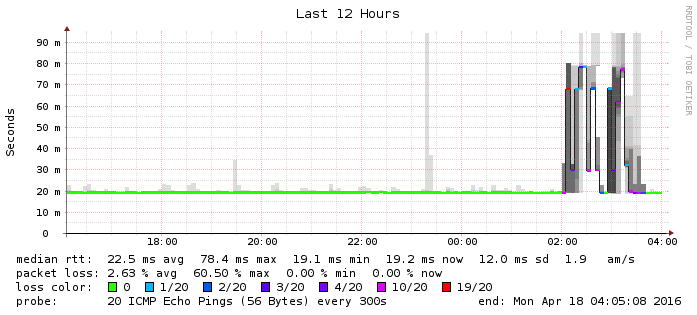 Last 12 Hours
RRDTOOL / TOBI OETIKER
Seconds
90 m
80 m
70 m
60 m
50 m
40 m
30 m
20 m
10 m
0
18:00 20:00 22:00 00:00 02:00 04:00
median rtt: 22.5 ms avg 78.4 ms max 19.1 ms min 19.2 ms now 12.0 ms sd 1.9 am/s
packet loss: 2.63 % avg 60.50 % max 0.00 % min 0.00 % now
loss color: 0 1/20 2/20 3/20 4/20 10/20 19/20
probe: 20 ICMP Echo Pings (56 Bytes) every 300s end: Mon Apr 18 04:05:08 2016